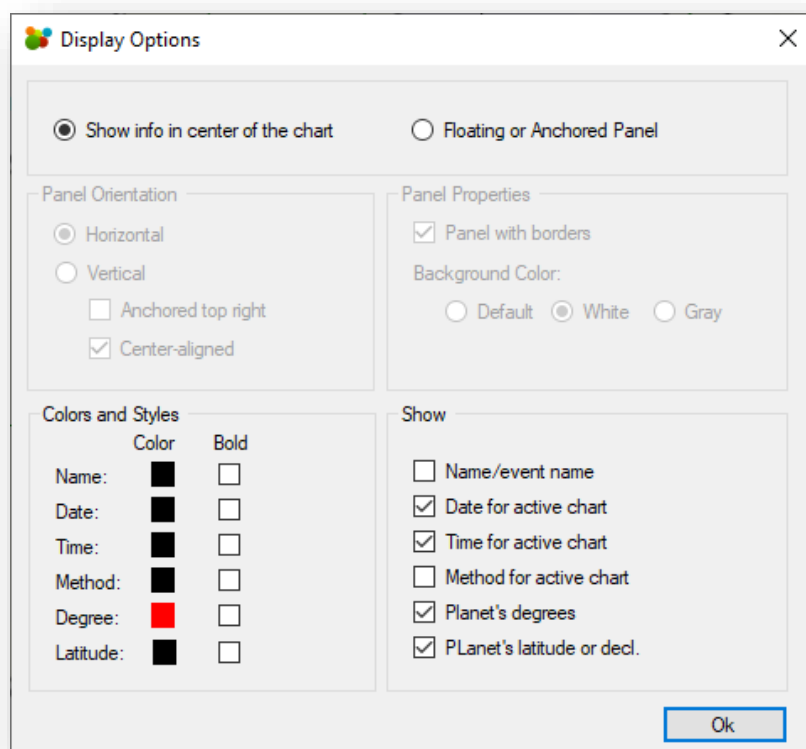 Display Options
Show info in center of the chart
Floating or Anchored Panel
Panel Orientation
Horizontal
Vertical
Anchored top right
Center-aligned
Panel Properties
Panel with borders
Background Color:
Default White Gray
Colors and Styles
Color Bold
Name:
Date:
Time:
Method:
Degree:
Latitude:
Show
Name/event name
Date for active chart
Time for active chart
Method for active chart
Planet's degrees
PLanet's latitude or decl.
Ok